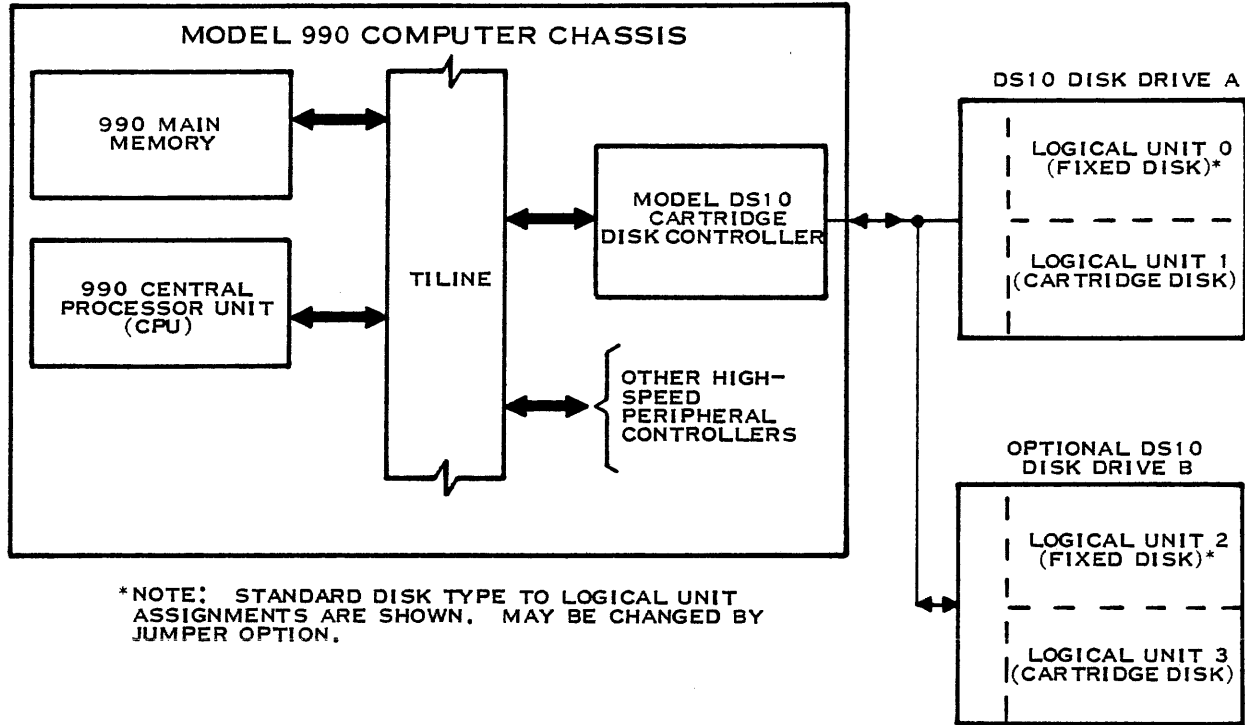 MODEL 990 COMPUTER CHASSIS
990 MAIN
MEMORY
990 CENTRAL
PROCESSOR UNIT
(CPU)
TILINE
MODEL DS10
CARTRIDGE
DISK CONTROLLER
OTHER HIGH-
SPEED
PERIPHERAL
CONTROLLERS
DS10 DISK DRIVE A
LOGICAL UNIT 0
(FIXED DISK)*
LOGICAL UNIT 1
(CARTRIDGE DISK)
OPTIONAL DS10
DISK DRIVE B
LOGICAL UNIT 2
(FIXED DISK)*
LOGICAL UNIT 3
(CARTRIDGE DISK)
*NOTE: STANDARD DISK TYPE TO LOGICAL UNIT
ASSIGNMENTS ARE SHOWN. MAY BE CHANGED BY
JUMPER OPTION.